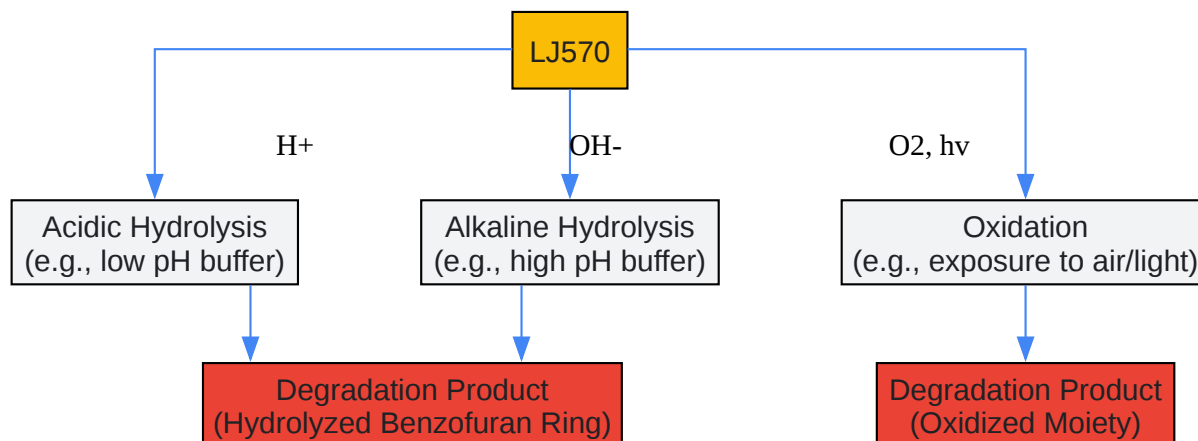 LJ570
H+
OH-
O2, hv
Acidic Hydrolysis
(e.g., low pH buffer)
Alkaline Hydrolysis
(e.g., high pH buffer)
Oxidation
(e.g., exposure to air/light)
Degradation Product
(Hydrolyzed Benzofuran Ring)
Degradation Product
(Oxidized Moiety)